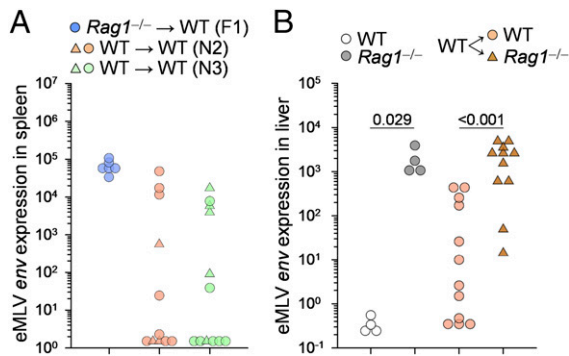 A
Rag1–/– → WT (F1)
WT → WT (N2)
WT → WT (N3)
eMLV env expression in spleen
10^7
10^6
10^5
10^4
10^3
10^2
10^1
10^0
B
WT
Rag1–/–
WT
WT
Rag1–/–
eMLV env expression in liver
10^5
10^4
10^3
10^2
10^1
10^0
10^-1
0.029
<0.001